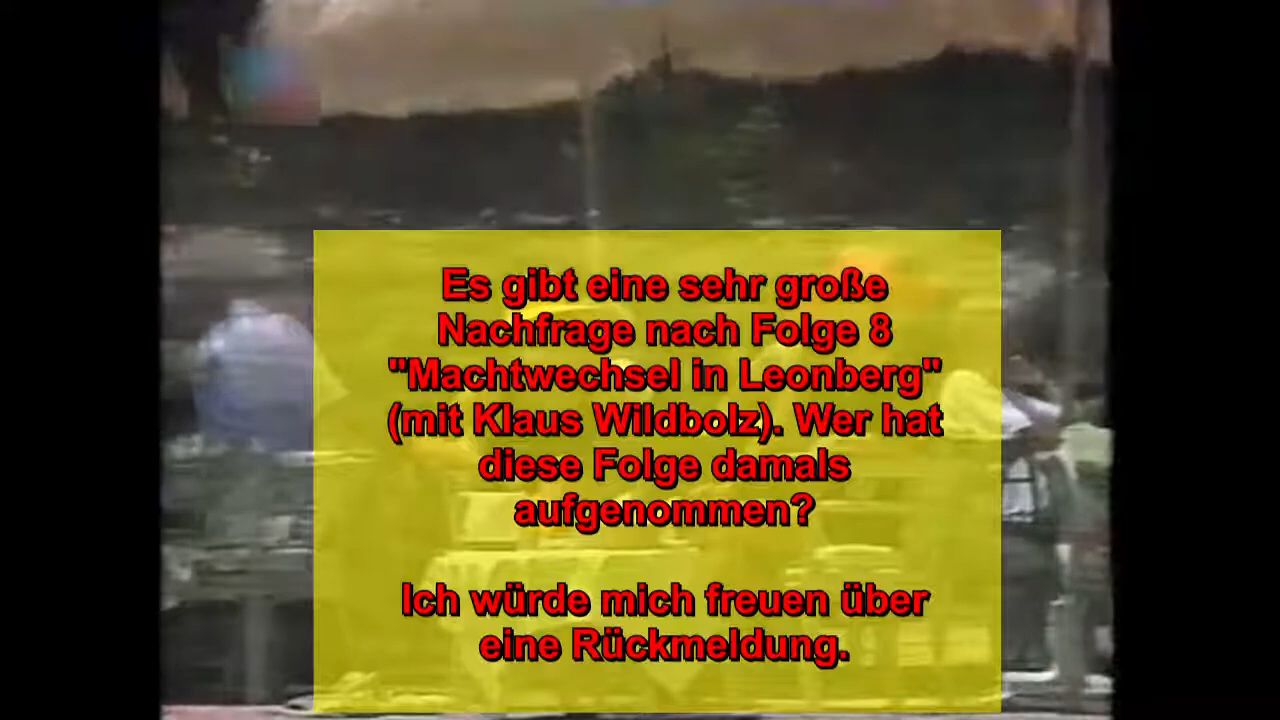 Es gibt eine sehr große
Nachfrage nach Folge 8
"Machtwechsel in Leonberg"
(mit Klaus Wildbolz). Wer hat
diese Folge damals
aufgenommen?
Ich würde mich freuen über
eine Rückmeldung.